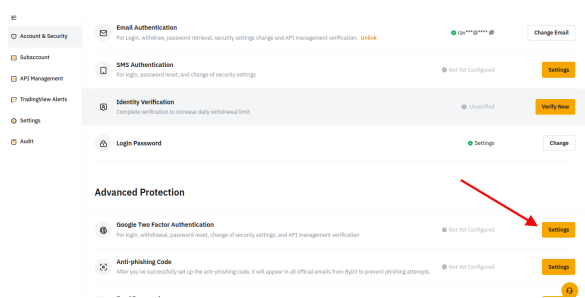 Account & Security
Subaccount
API Management
TradingView Alerts
Settings
Audit
Email Authentication
For Login, withdraw, password retrieval, security settings change and API management verification. Unlink
rav***@****
Change Email
SMS Authentication
For login, password reset, and change of security settings
Not Yet Configured
Settings
Identity Verification
Complete verification to increase daily withdrawal limit
Unverified
Verify Now
Login Password
Settings
Change
Advanced Protection
Google Two Factor Authentication
For login, withdrawal, password reset, change of security settings, and API management verification
Not Yet Configured
Settings
Anti-phishing Code
After you've successfully set up the anti-phishing code, it will appear in all official emails from Bybit to prevent phishing attempts.
Not Yet Configured
Settings